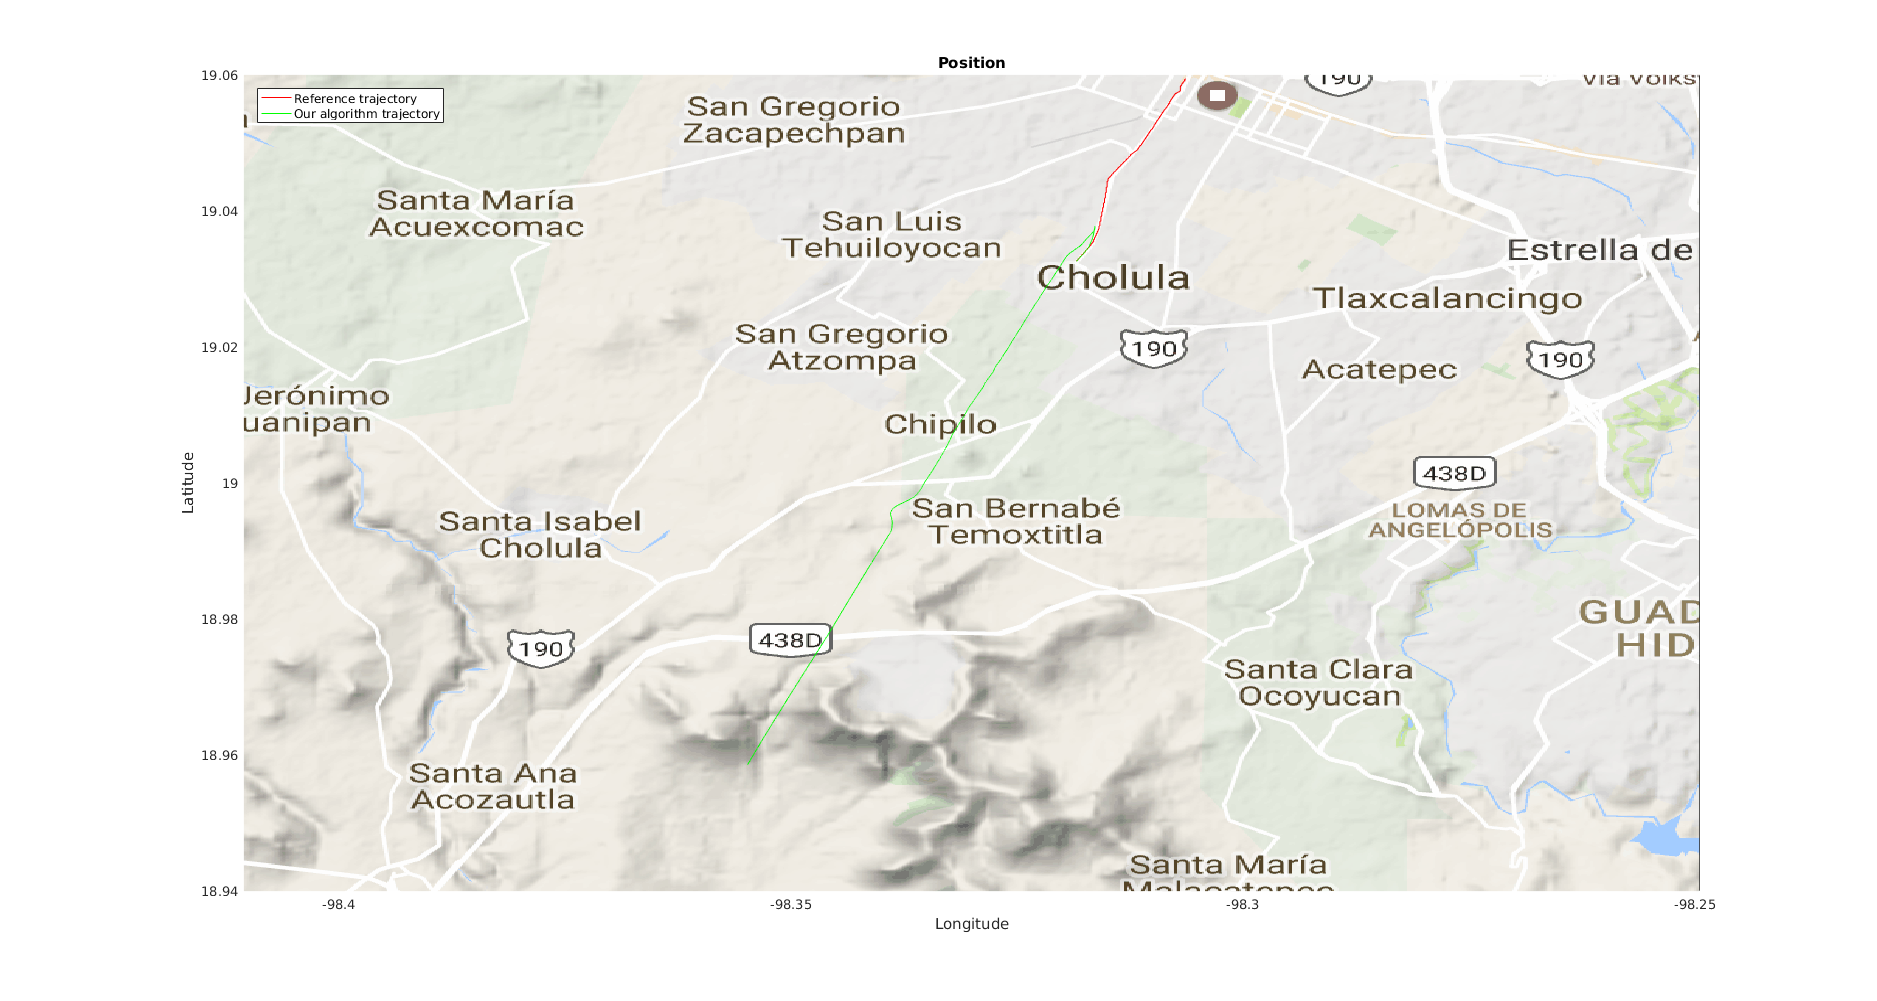 Position
19.06
19.04
19.02
19
18.98
18.96
18.94
Latitude
Reference trajectory
Our algorithm trajectory
San Gregorio
Zacapechpan
190
Via Volks
Santa María
Acuexcomac
San Luis
Tehuiloyocan
Cholula
Estrella de
Tlaxcalancingo
San Gregorio
Atzompa
190
190
Acatepec
Jerónimo
uanipan
Chipilo
438D
San Bernabé
Temoxtitla
LOMAS DE
ANGELÓPOLIS
Santa Isabel
Cholula
GUAD
HID
190
438D
Santa Clara
Ocoyucan
Santa Ana
Acozautla
Santa María
Malacatepec
-98.4
-98.35
-98.3
-98.25
Longitude